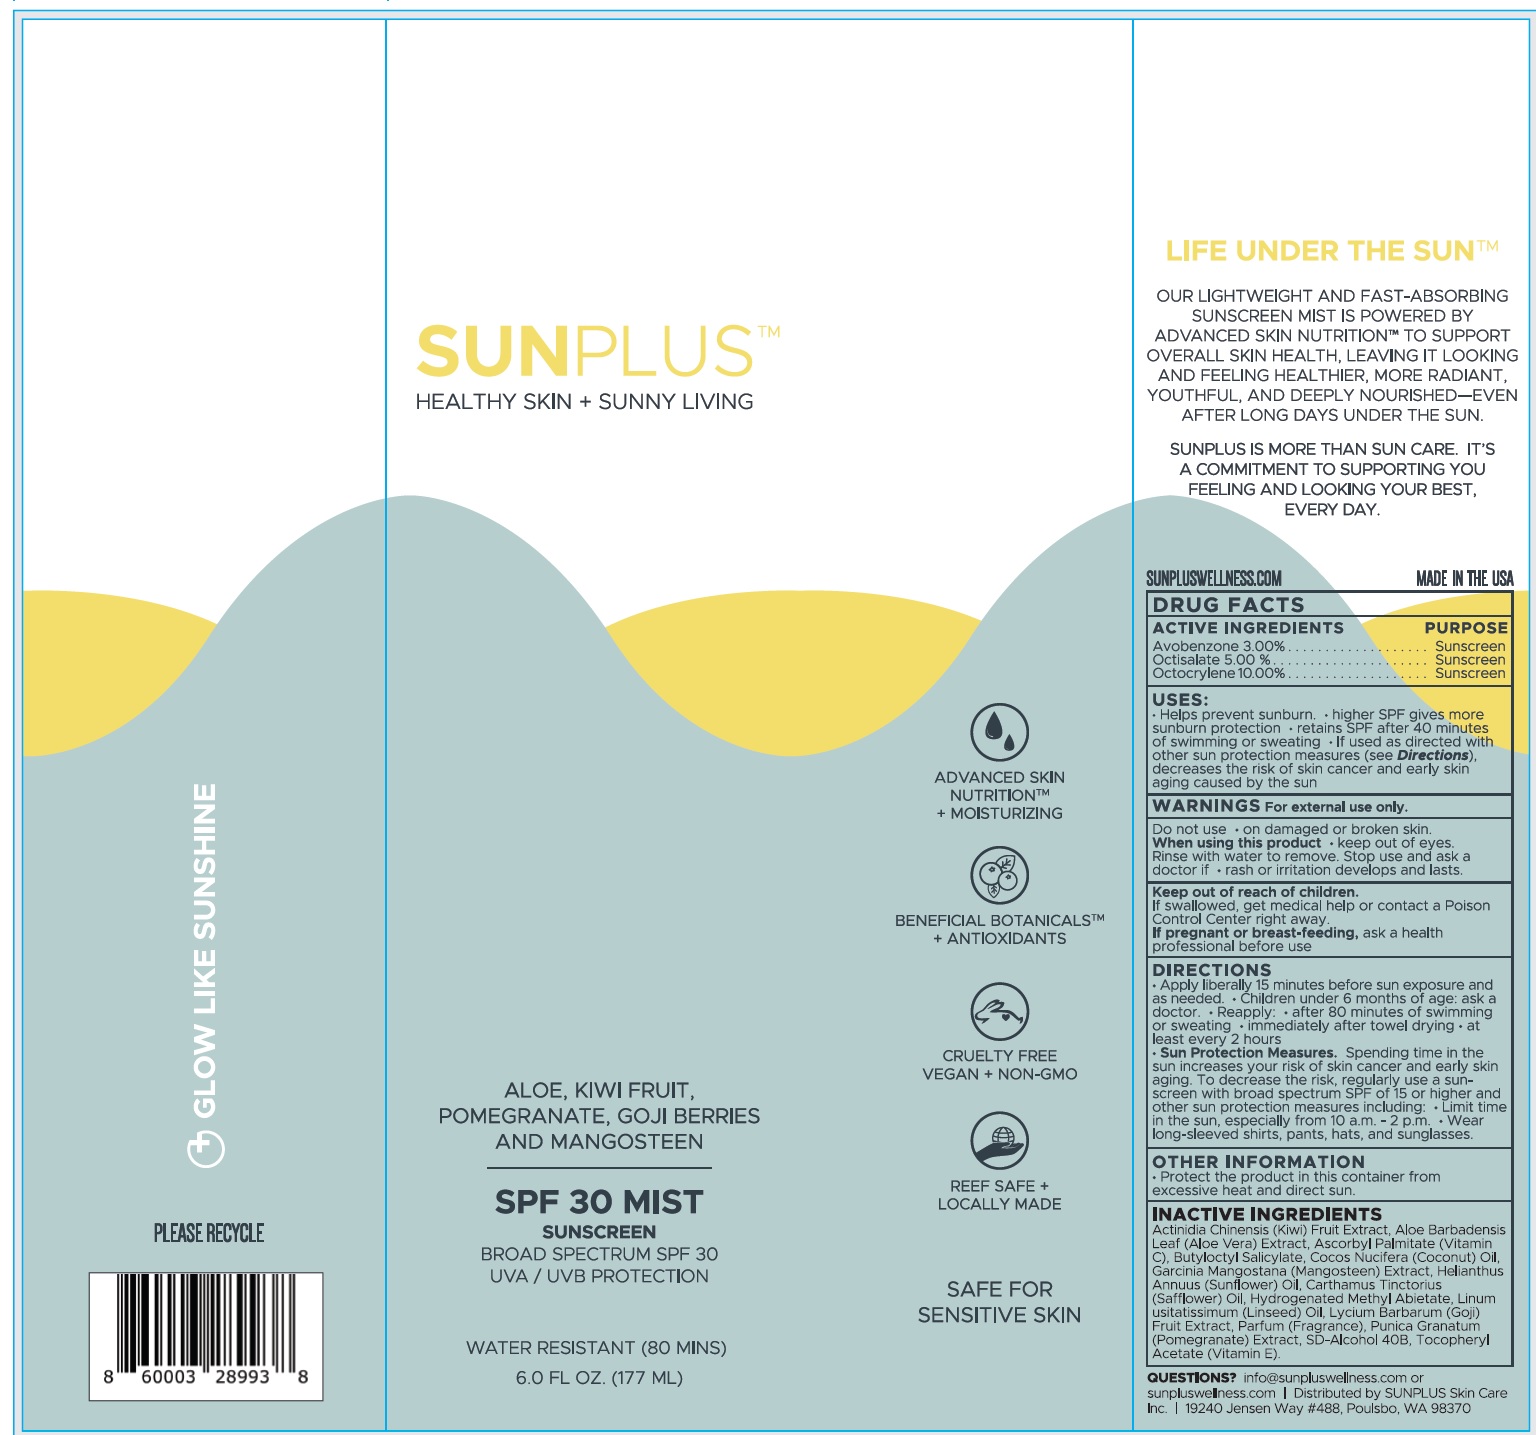 GLOW LIKE SUNSHINE
PLEASE RECYCLE
8 60003 28993 8
SUNPLUS™
HEALTHY SKIN + SUNNY LIVING
ALOE, KIWI FRUIT,
POMEGRANATE, GOJI BERRIES
AND MANGOSTEEN
SPF 30 MIST
SUNSCREEN
BROAD SPECTRUM SPF 30
UVA / UVB PROTECTION
WATER RESISTANT (80 MINS)
6.0 FL OZ. (177 ML)
ADVANCED SKIN
NUTRITION™
+ MOISTURIZING
BENEFICIAL BOTANICALS™
+ ANTIOXIDANTS
CRUELTY FREE
VEGAN + NON-GMO
REEF SAFE +
LOCALLY MADE
SAFE FOR
SENSITIVE SKIN
LIFE UNDER THE SUN™
OUR LIGHTWEIGHT AND FAST-ABSORBING
SUNSCREEN MIST IS POWERED BY
ADVANCED SKIN NUTRITION™ TO SUPPORT
OVERALL SKIN HEALTH, LEAVING IT LOOKING
AND FEELING HEALTHIER, MORE RADIANT,
YOUTHFUL, AND DEEPLY NOURISHED—EVEN
AFTER LONG DAYS UNDER THE SUN.
SUNPLUS IS MORE THAN SUN CARE. IT'S
A COMMITMENT TO SUPPORTING YOU
FEELING AND LOOKING YOUR BEST,
EVERY DAY.
SUNPLUSWELLNESS.COM MADE IN THE USA
DRUG FACTS
ACTIVE INGREDIENTS PURPOSE
Avobenzone 3.00%................... Sunscreen
Octisalate 5.00 %..................... Sunscreen
Octocrylene 10.00%................... Sunscreen
USES:
• Helps prevent sunburn. • higher SPF gives more
sunburn protection • retains SPF after 40 minutes
of swimming or sweating • If used as directed with
other sun protection measures (see Directions),
decreases the risk of skin cancer and early skin
aging caused by the sun
WARNINGS For external use only.
Do not use • on damaged or broken skin.
When using this product • keep out of eyes.
Rinse with water to remove. Stop use and ask a
doctor if • rash or irritation develops and lasts.
Keep out of reach of children.
If swallowed, get medical help or contact a Poison
Control Center right away.
If pregnant or breast-feeding, ask a health
professional before use
DIRECTIONS
• Apply liberally 15 minutes before sun exposure and
as needed. • Children under 6 months of age: ask a
doctor. • Reapply: • after 80 minutes of swimming
or sweating • immediately after towel drying • at
least every 2 hours
• Sun Protection Measures. Spending time in the
sun increases your risk of skin cancer and early skin
aging. To decrease the risk, regularly use a sun-
screen with broad spectrum SPF of 15 or higher and
other sun protection measures including: • Limit time
in the sun, especially from 10 a.m. - 2 p.m. • Wear
long-sleeved shirts, pants, hats, and sunglasses.
OTHER INFORMATION
• Protect the product in this container from
excessive heat and direct sun.
INACTIVE INGREDIENTS
Actinidia Chinensis (Kiwi) Fruit Extract, Aloe Barbadensis
Leaf (Aloe Vera) Extract, Ascorbyl Palmitate (Vitamin
C), Butyloctyl Salicylate, Cocos Nucifera (Coconut) Oil,
Garcinia Mangostana (Mangosteen) Extract, Helianthus
Annuus (Sunflower) Oil, Carthamus Tinctorius
(Safflower) Oil, Hydrogenated Methyl Abietate, Linum
usitatissimum (Linseed) Oil, Lycium Barbarum (Goji)
Fruit Extract, Parfum (Fragrance), Punica Granatum
(Pomegranate) Extract, SD-Alcohol 40B, Tocopheryl
Acetate (Vitamin E).
QUESTIONS? info@sunpluswellness.com or
sunpluswellness.com | Distributed by SUNPLUS Skin Care
Inc. | 19240 Jensen Way #488, Poulsbo, WA 98370